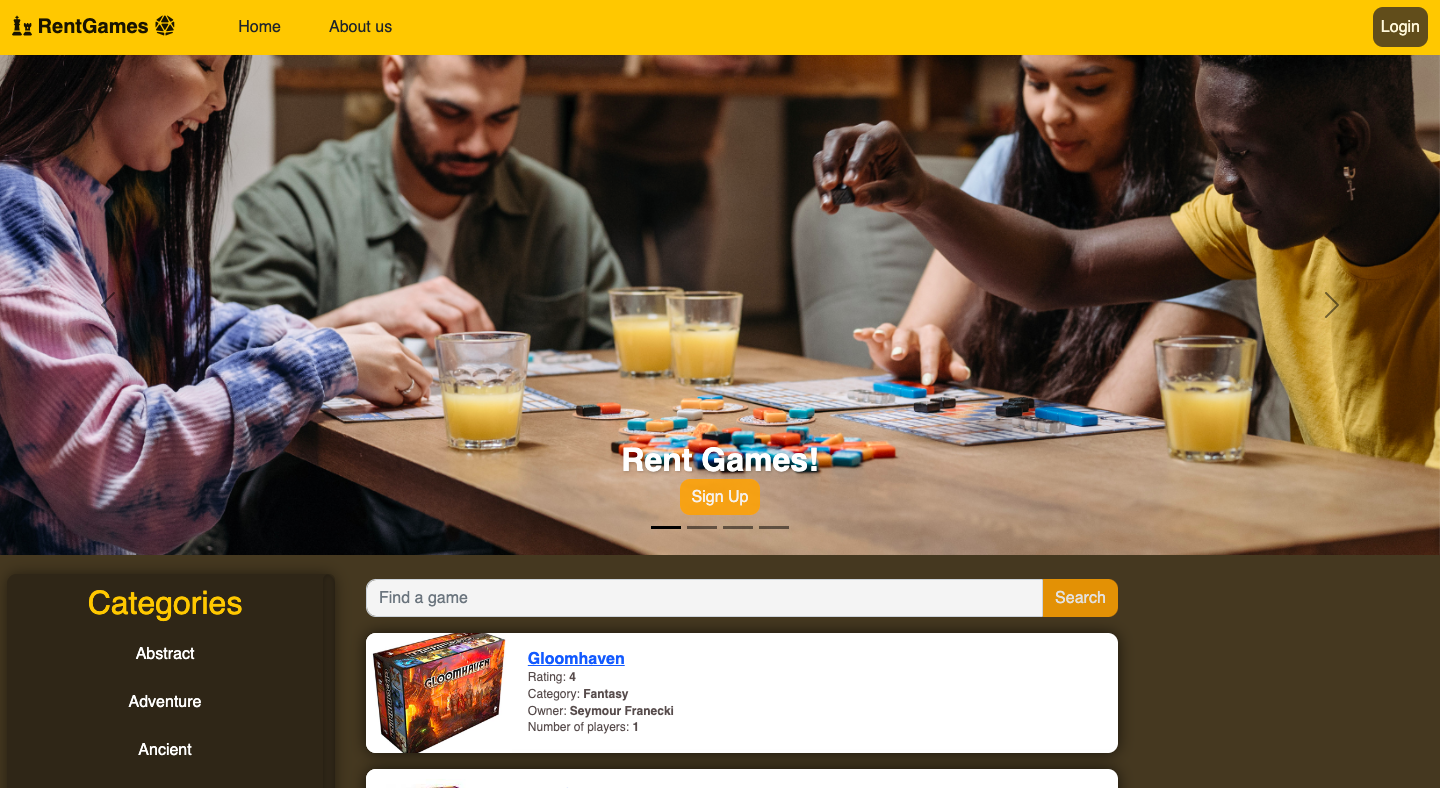 RentGames
Home
About us
Login
Rent Games!
Sign Up
Categories
Abstract
Adventure
Ancient
Find a game
Search
GLOOMHAVEN
Gloomhaven
Rating: 4
Category: Fantasy
Owner: Seymour Franecki
Number of players: 1